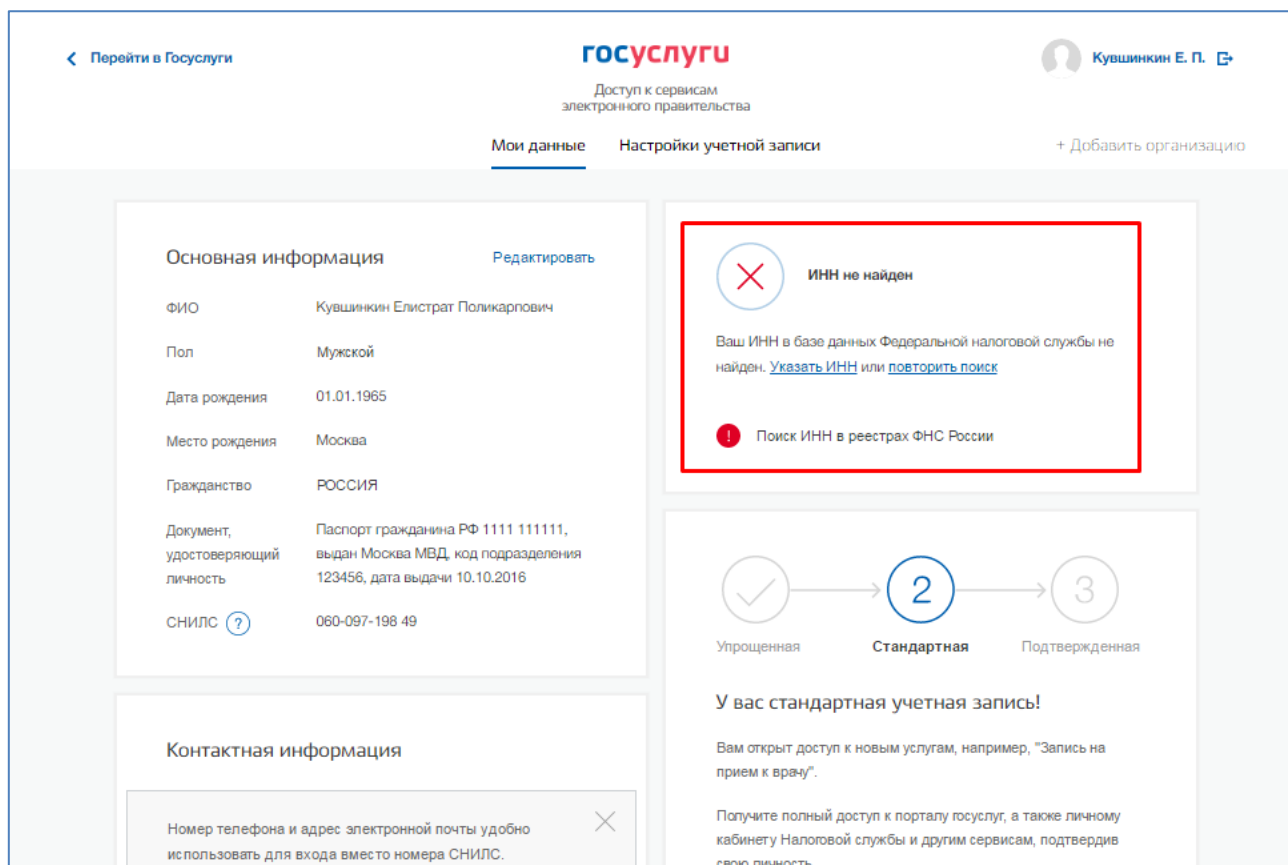 Перейти в Госуслуги
госуслуги
Кувшинкин Е. П.
Доступ к сервисам
электронного правительства
Мои данные
Настройки учетной записи
+ Добавить организацию
Основная информация
Редактировать
ФИО
Кувшинкин Елистрат Поликарпович
Пол
Мужской
Дата рождения
01.01.1965
Место рождения
Москва
Гражданство
РОССИЯ
Документ,
удостоверяющий
личность
Паспорт гражданина РФ 1111 111111,
выдан Москва МВД, код подразделения
123456, дата выдачи 10.10.2016
СНИЛС ?
060-097-198 49
Контактная информация
Номер телефона и адрес электронной почты удобно
использовать для входа вместо номера СНИЛС.
ИНН не найден
Ваш ИНН в базе данных Федеральной налоговой службы не
найден. Указать ИНН или повторить поиск
! Поиск ИНН в реестрах ФНС России
2
3
Упрощенная
Стандартная
Подтвержденная
У вас стандартная учетная запись!
Вам открыт доступ к новым услугам, например, "Запись на
прием к врачу".
Получите полный доступ к порталу госуслуг, а также личному
кабинету Налоговой службы и другим сервисам, подтвердив
свою личность